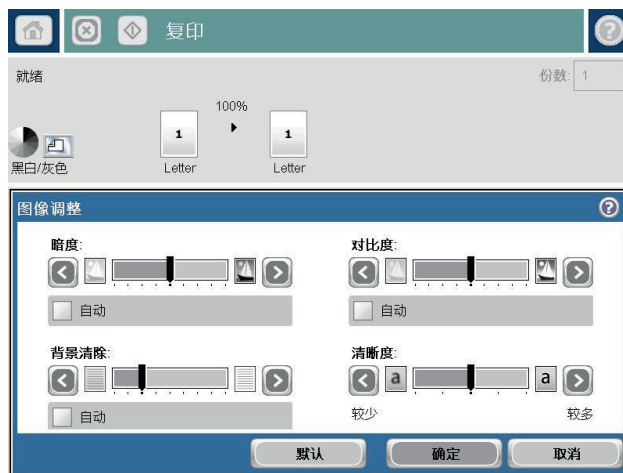 复印
就绪
份数: 1
100%
1
1
黑白/灰色
Letter
Letter
图像调整
暗度:
对比度:
自动
自动
背景清除:
清晰度:
a
a
自动
较少
较多
默认
确定
取消